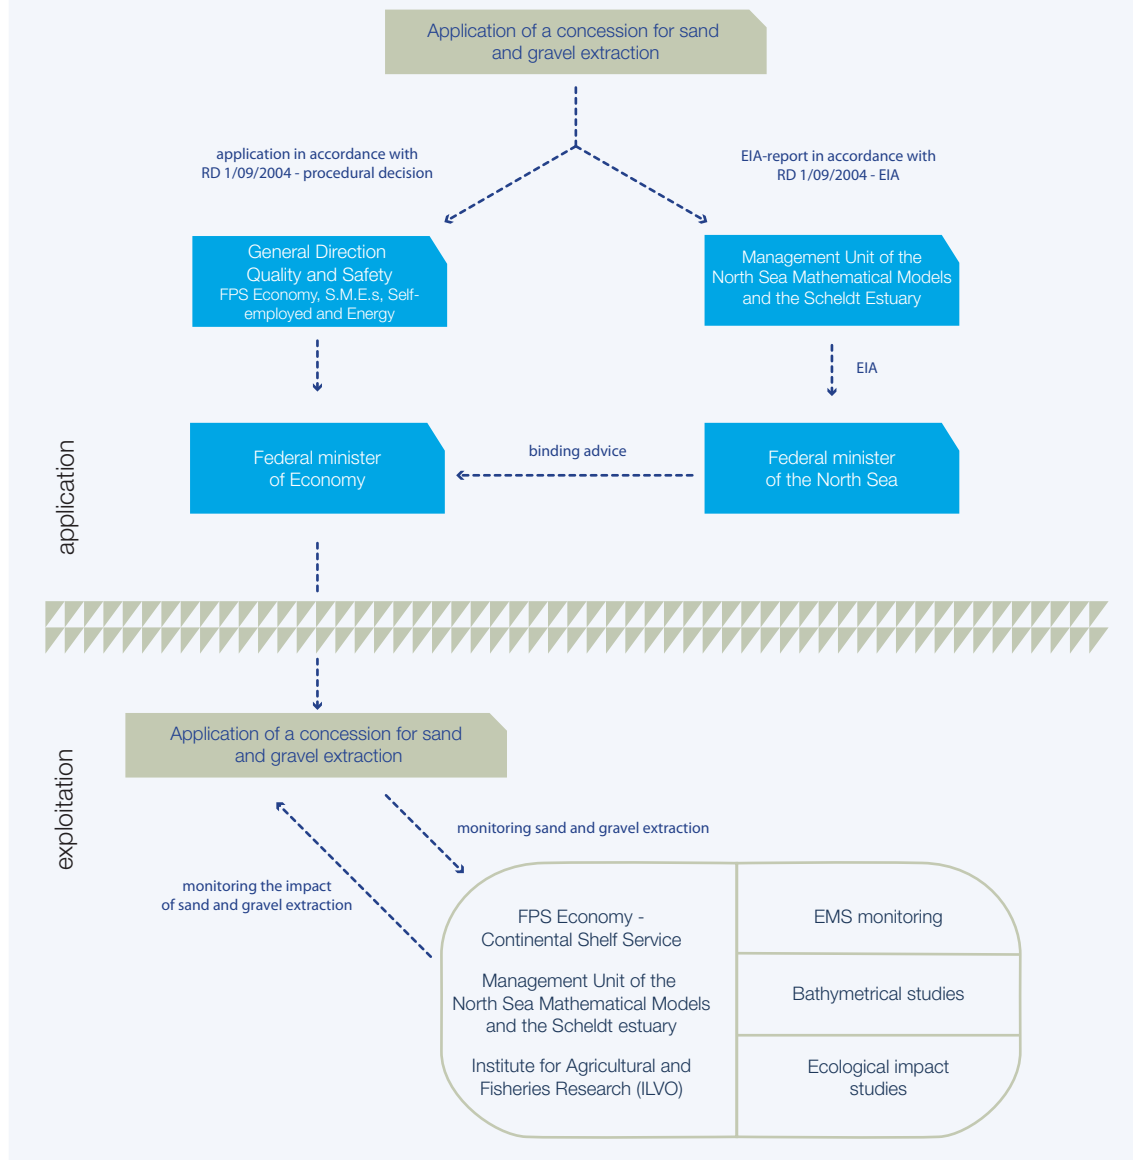 Application of a concession for sand
and gravel extraction
application in accordance with
RD 1/09/2004 - procedural decision
EIA-report in accordance with
RD 1/09/2004 - EIA
General Direction
Quality and Safety
FPS Economy, S.M.E.s, Self-
employed and Energy
Management Unit of the
North Sea Mathematical Models
and the Scheldt Estuary
EIA
application
Federal minister
of Economy
binding advice
Federal minister
of the North Sea
exploitation
Application of a concession for sand
and gravel extraction
monitoring sand and gravel extraction
monitoring the impact
of sand and gravel extraction
FPS Economy -
Continental Shelf Service
Management Unit of the
North Sea Mathematical Models
and the Scheldt estuary
Institute for Agricultural and
Fisheries Research (ILVO)
EMS monitoring
Bathymetrical studies
Ecological impact
studies